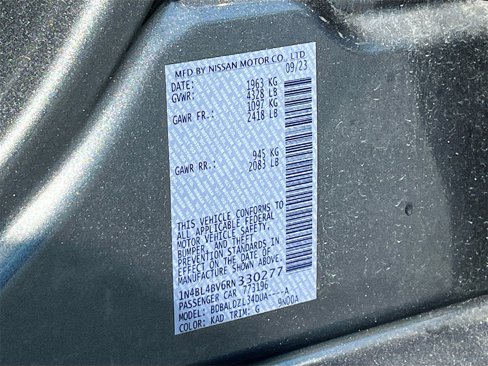 MFD BY NISSAN MOTOR CO., LTD
DATE: 09/23
GVWR: 1963 KG
4328 LB
GAWR FR.: 1097 KG
2418 LB
GAWR RR.: 945 KG
2083 LB
THIS VEHICLE CONFORMS TO
ALL APPLICABLE FEDERAL
MOTOR VEHICLE SAFETY,
BUMPER, AND THEFT
PREVENTION STANDARDS IN
EFFECT ON THE DATE OF
MANUFACTURE SHOWN ABOVE
1N4BL4BV6RN330277
PASSENGER CAR 7/3196
MODEL: BDBALDZL34DUA----A
COLOR: KAD TRIM: G 9N00A